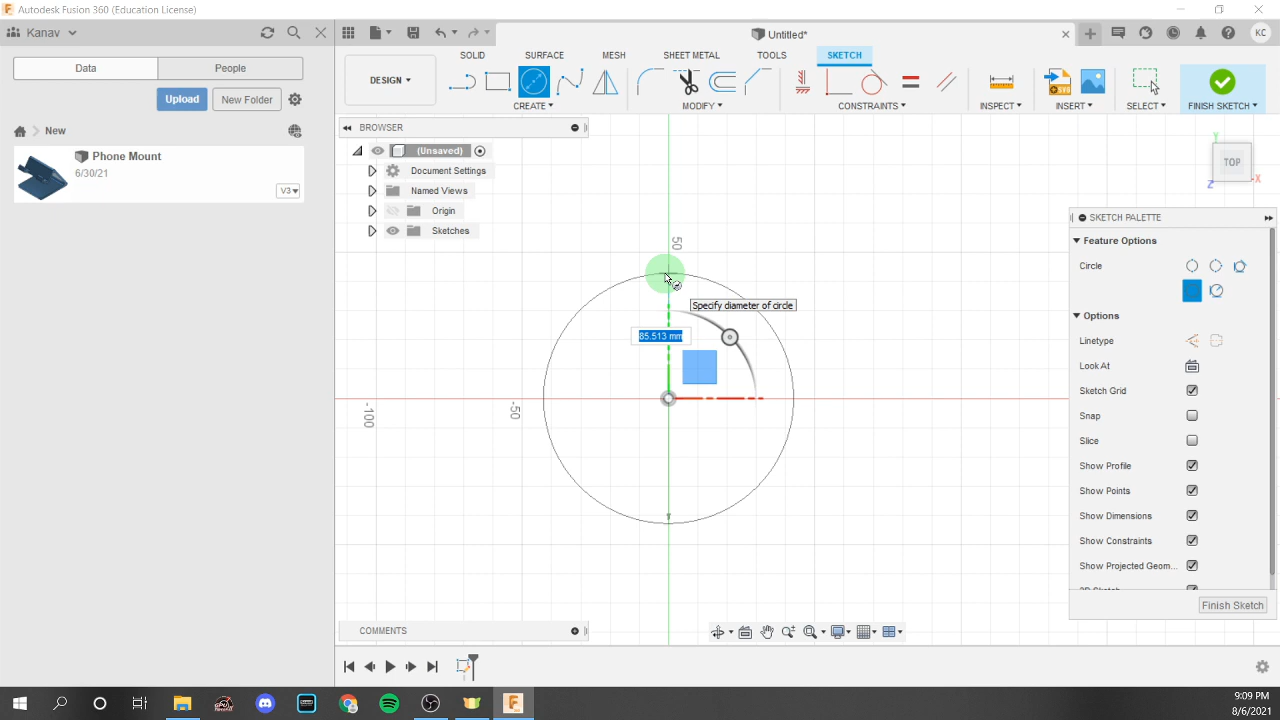 Autodesk Fusion 360 (Education License)
Kanav
Untitled*
KC
Data
People
Upload
New Folder
New
Phone Mount
6/30/21
V3
DESIGN
SOLID
SURFACE
MESH
SHEET METAL
TOOLS
SKETCH
CREATE
MODIFY
CONSTRAINTS
INSPECT
INSERT
SELECT
FINISH SKETCH
BROWSER
(Unsaved)
Document Settings
Named Views
Origin
Sketches
TOP
Y
X
Z
50
-50
-100
85.513 mm
Specify diameter of circle
SKETCH PALETTE
Feature Options
Circle
Options
Linetype
Look At
Sketch Grid
Snap
Slice
Show Profile
Show Points
Show Dimensions
Show Constraints
Show Projected Geom...
Finish Sketch
COMMENTS
9:09 PM
8/6/2021